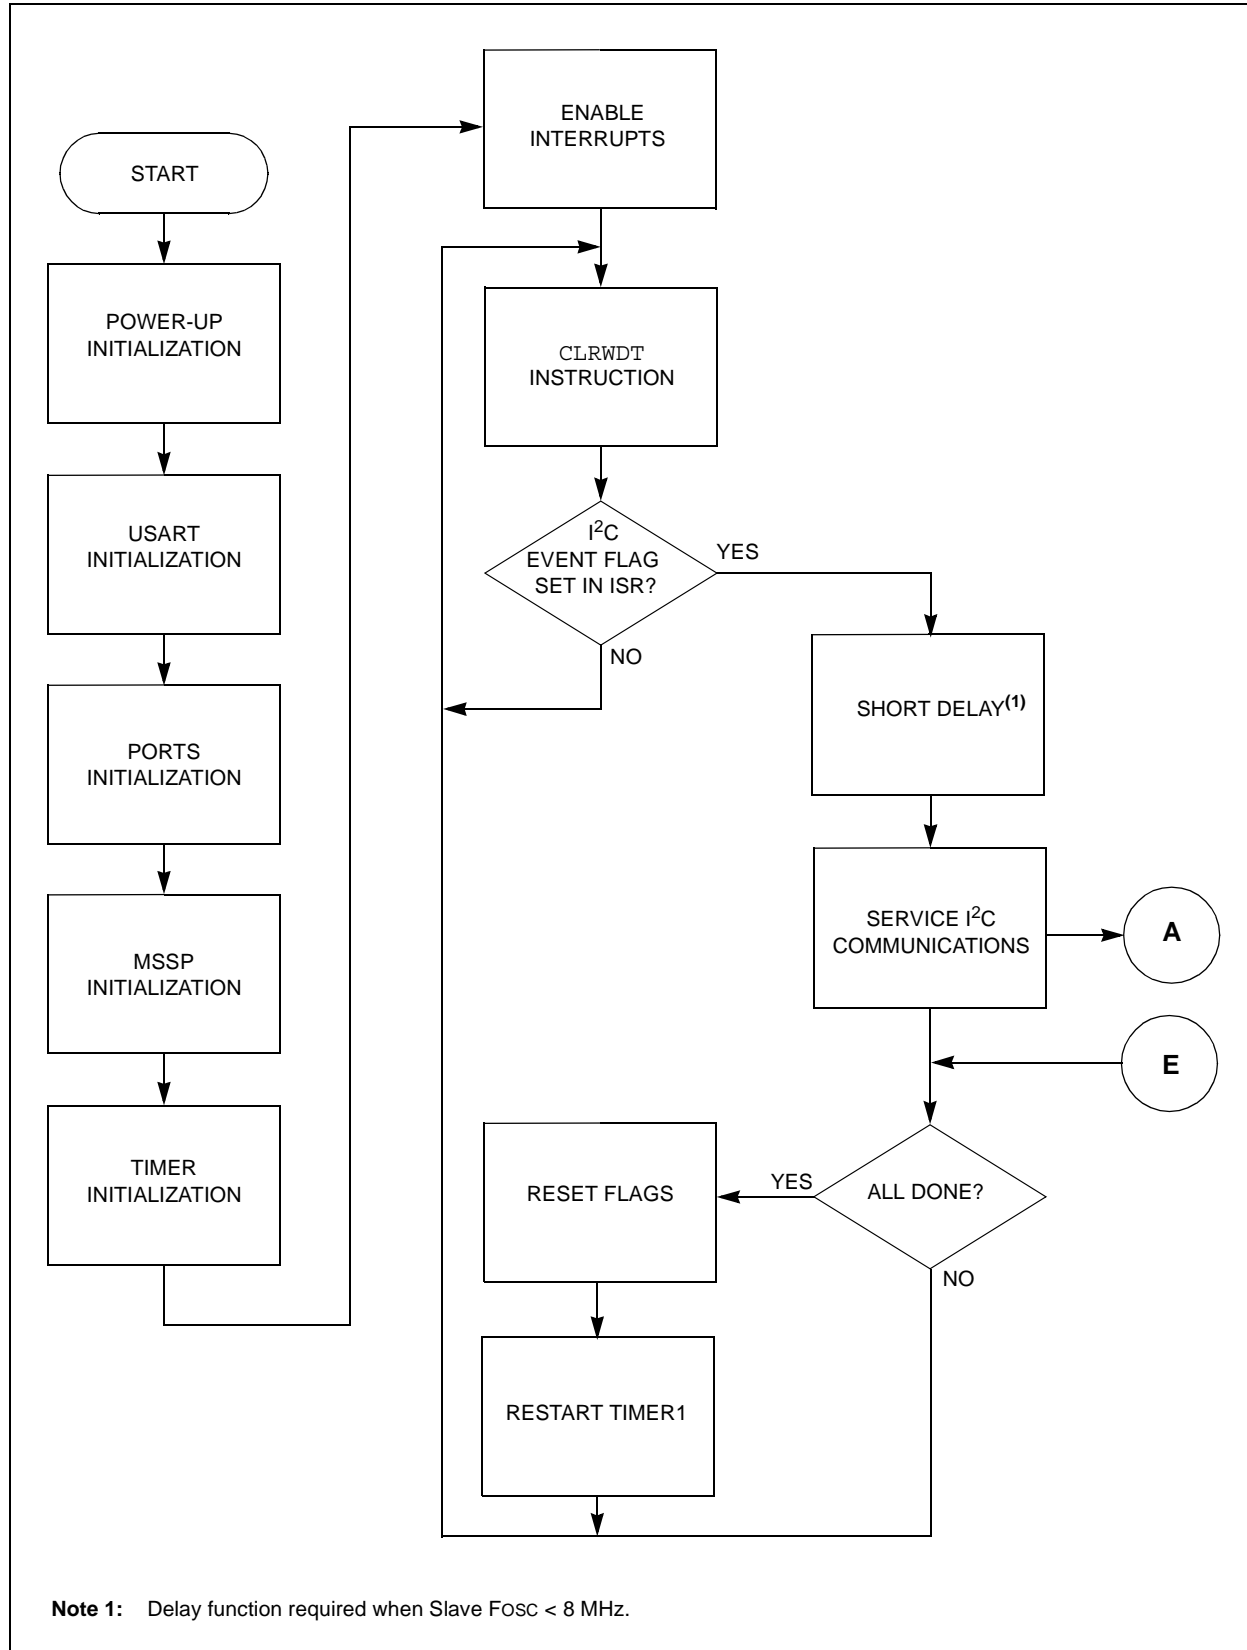 START
POWER-UP
INITIALIZATION
USART
INITIALIZATION
PORTS
INITIALIZATION
MSSP
INITIALIZATION
TIMER
INITIALIZATION
ENABLE
INTERRUPTS
CLRWDT
INSTRUCTION
I²C
EVENT FLAG
SET IN ISR?
YES
NO
SHORT DELAY(1)
SERVICE I²C
COMMUNICATIONS
A
E
ALL DONE?
YES
NO
RESET FLAGS
RESTART TIMER1
Note 1: Delay function required when Slave FOSC < 8 MHz.